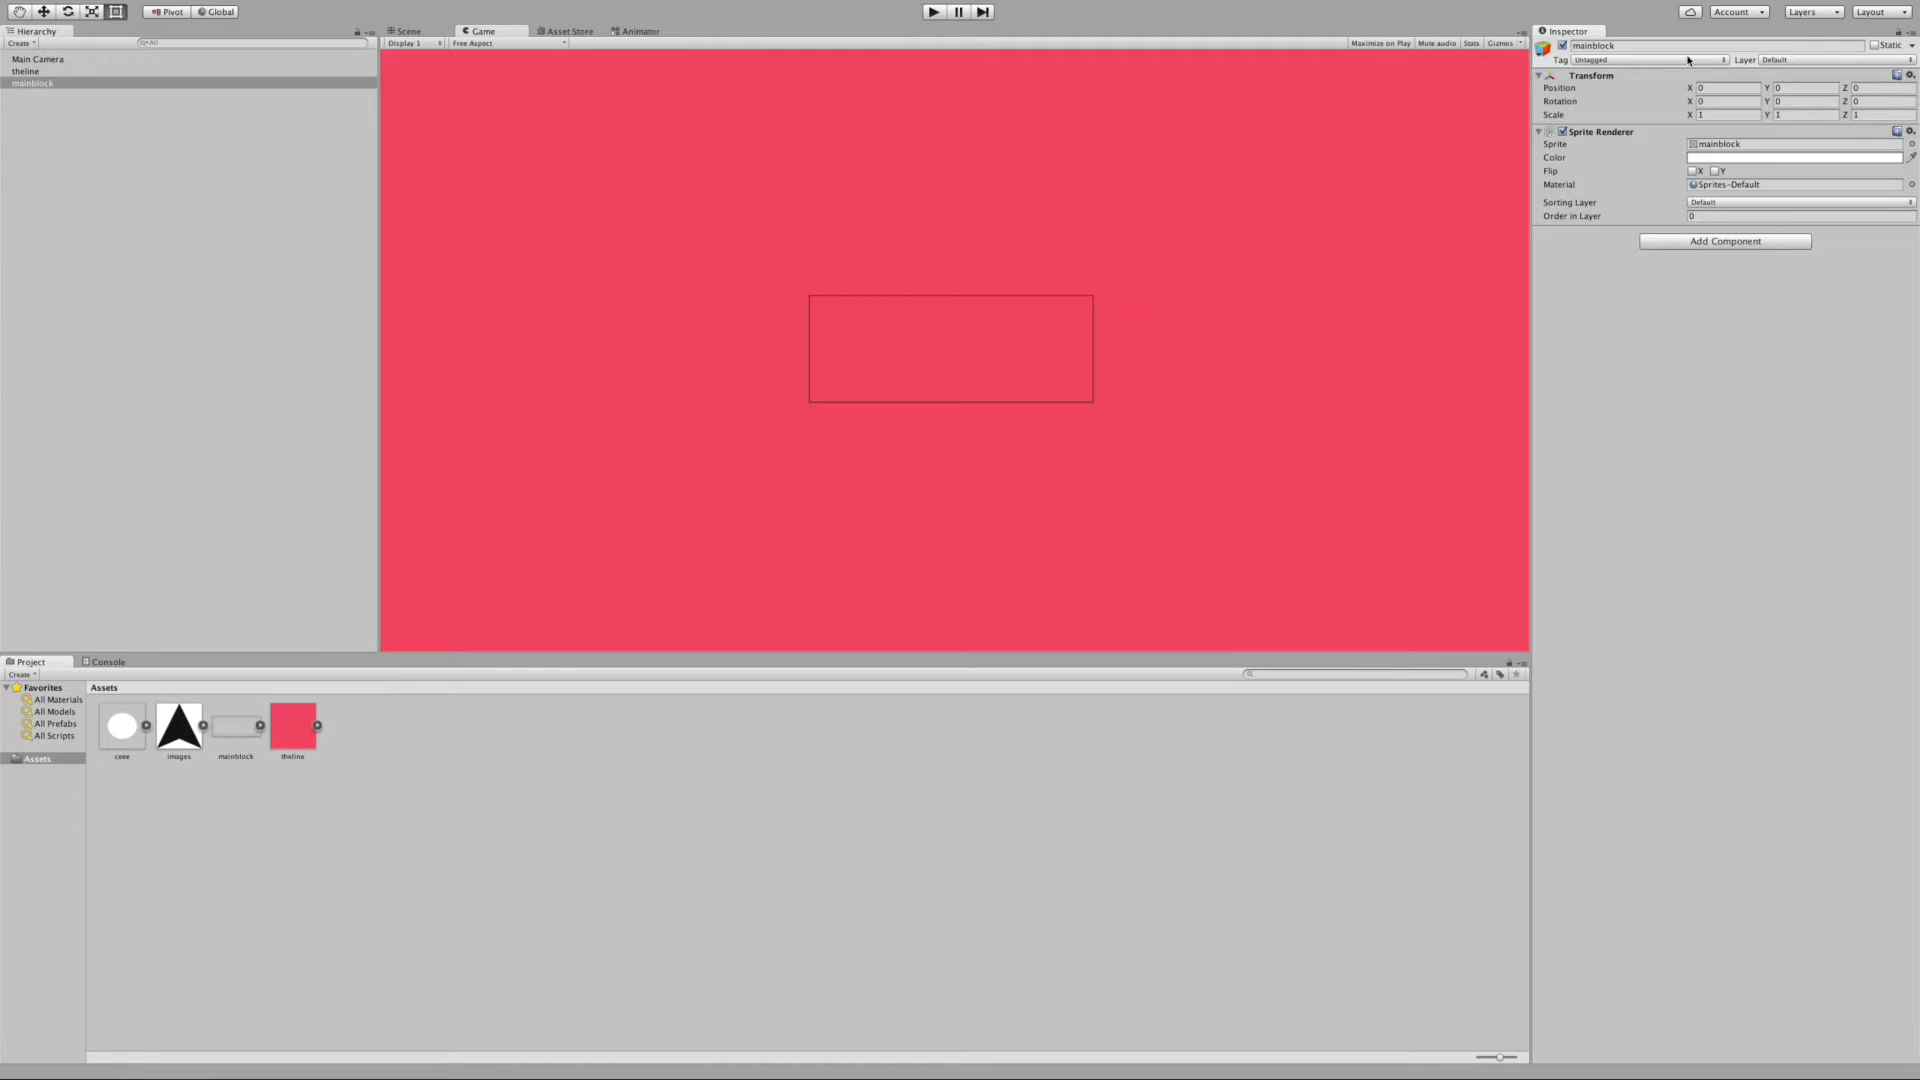 Pivot Global Account Layers Layout
Hierarchy Scene Game Asset Store Animator Inspector
Create All Display 1 Free Aspect Maximize on Play Mute audio Stats Gizmos mainblock Static
Main Camera Tag Untagged Layer Default
theline Transform
mainblock Position X 0 Y 0 Z 0
Rotation X 0 Y 0 Z 0
Scale X 1 Y 1 Z 1
Sprite Renderer
Sprite mainblock
Color
Flip X Y
Material Sprites-Default
Sorting Layer Default
Order in Layer 0
Add Component
Project Console
Create
Favorites Assets
All Materials
All Models
All Prefabs
All Scripts
Assets ceee images mainblock theline